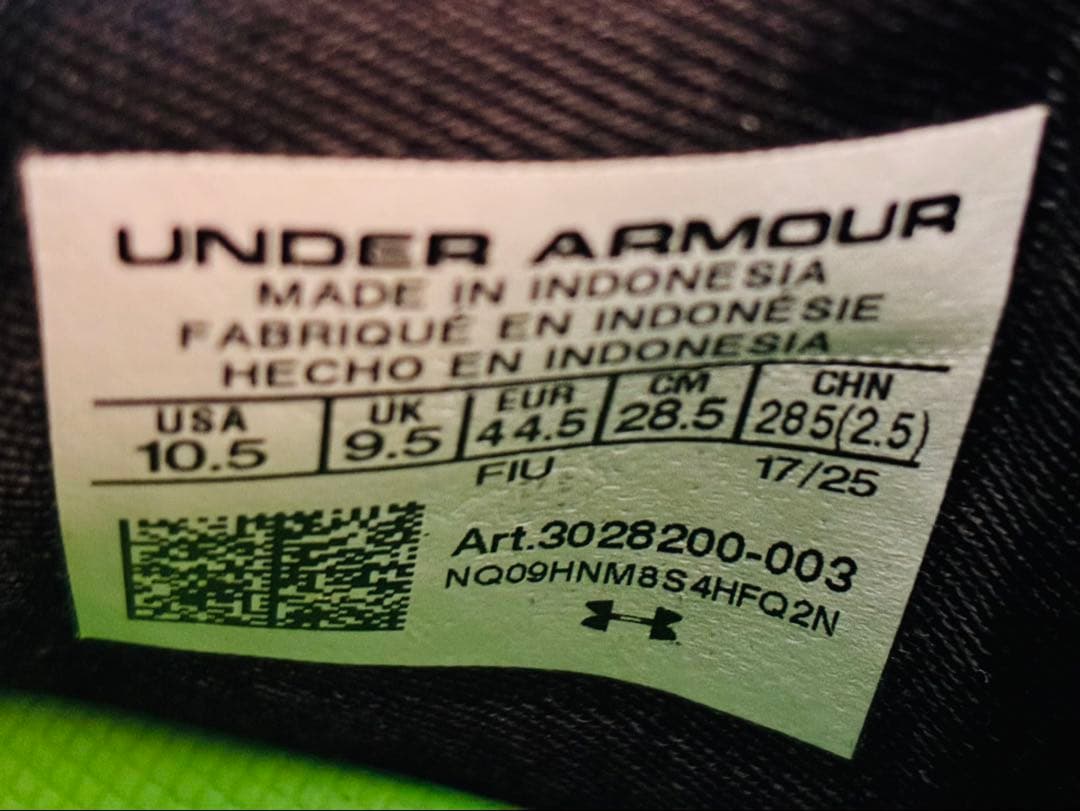 UNDER ARMOUR
MADE IN INDONESIA
FABRIQUÉ EN INDONÉSIE
HECHO EN INDONESIA
USA UK EUR CM CHN
10.5 9.5 44.5 28.5 285(2.5)
FIU 17/25
Art.3028200-003
NQ09HNM8S4HFQ2N